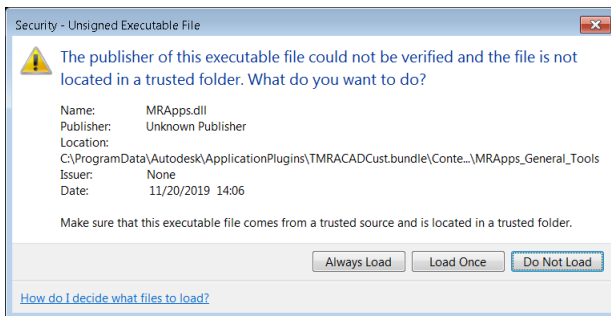 Security - Unsigned Executable File
The publisher of this executable file could not be verified and the file is not
located in a trusted folder. What do you want to do?
Name: MRApps.dll
Publisher: Unknown Publisher
Location:
C:\ProgramData\Autodesk\ApplicationPlugins\TMRACADCust.bundle\Conte...\MRApps_General_Tools
Issuer: None
Date: 11/20/2019 14:06
Make sure that this executable file comes from a trusted source and is located in a trusted folder.
Always Load Load Once Do Not Load
How do I decide what files to load?